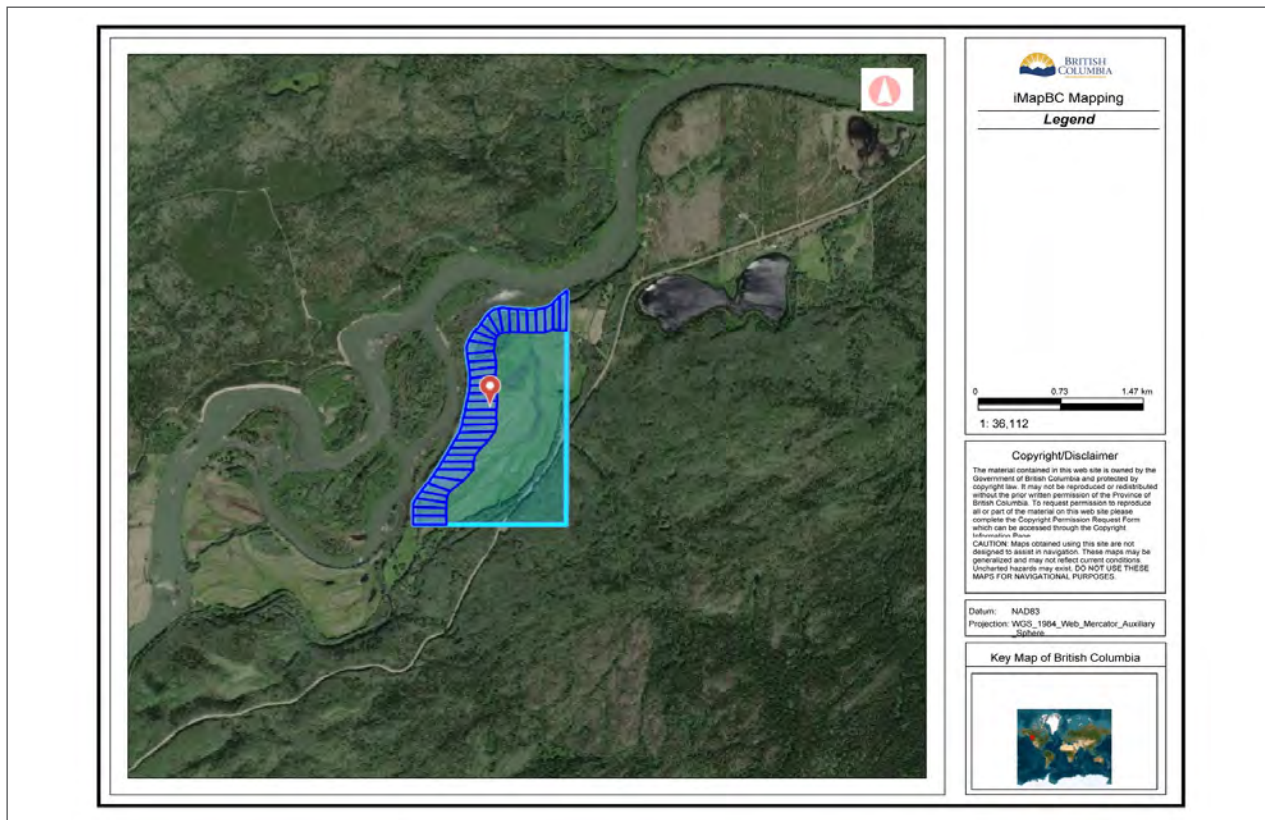 BRITISH
COLUMBIA
iMapBC Mapping
Legend
0 0.73 1.47 km
1: 36,112
Copyright/Disclaimer
The material contained in this web site is owned by the
Government of British Columbia and protected by
copyright law. It may not be reproduced or redistributed
without the prior written permission of the Province of
British Columbia. To request permission to reproduce
all or part of the material on this web site please
complete the Copyright Permission Request Form
which can be accessed through the Copyright
Information Page
CAUTION: Maps obtained using this site are not
designed to assist in navigation. These maps may be
generalized and may not reflect current conditions.
Uncharted hazards may exist. DO NOT USE THESE
MAPS FOR NAVIGATIONAL PURPOSES.
Datum: NAD83
Projection: WGS_1984_Web_Mercator_Auxiliary
_Sphere
Key Map of British Columbia